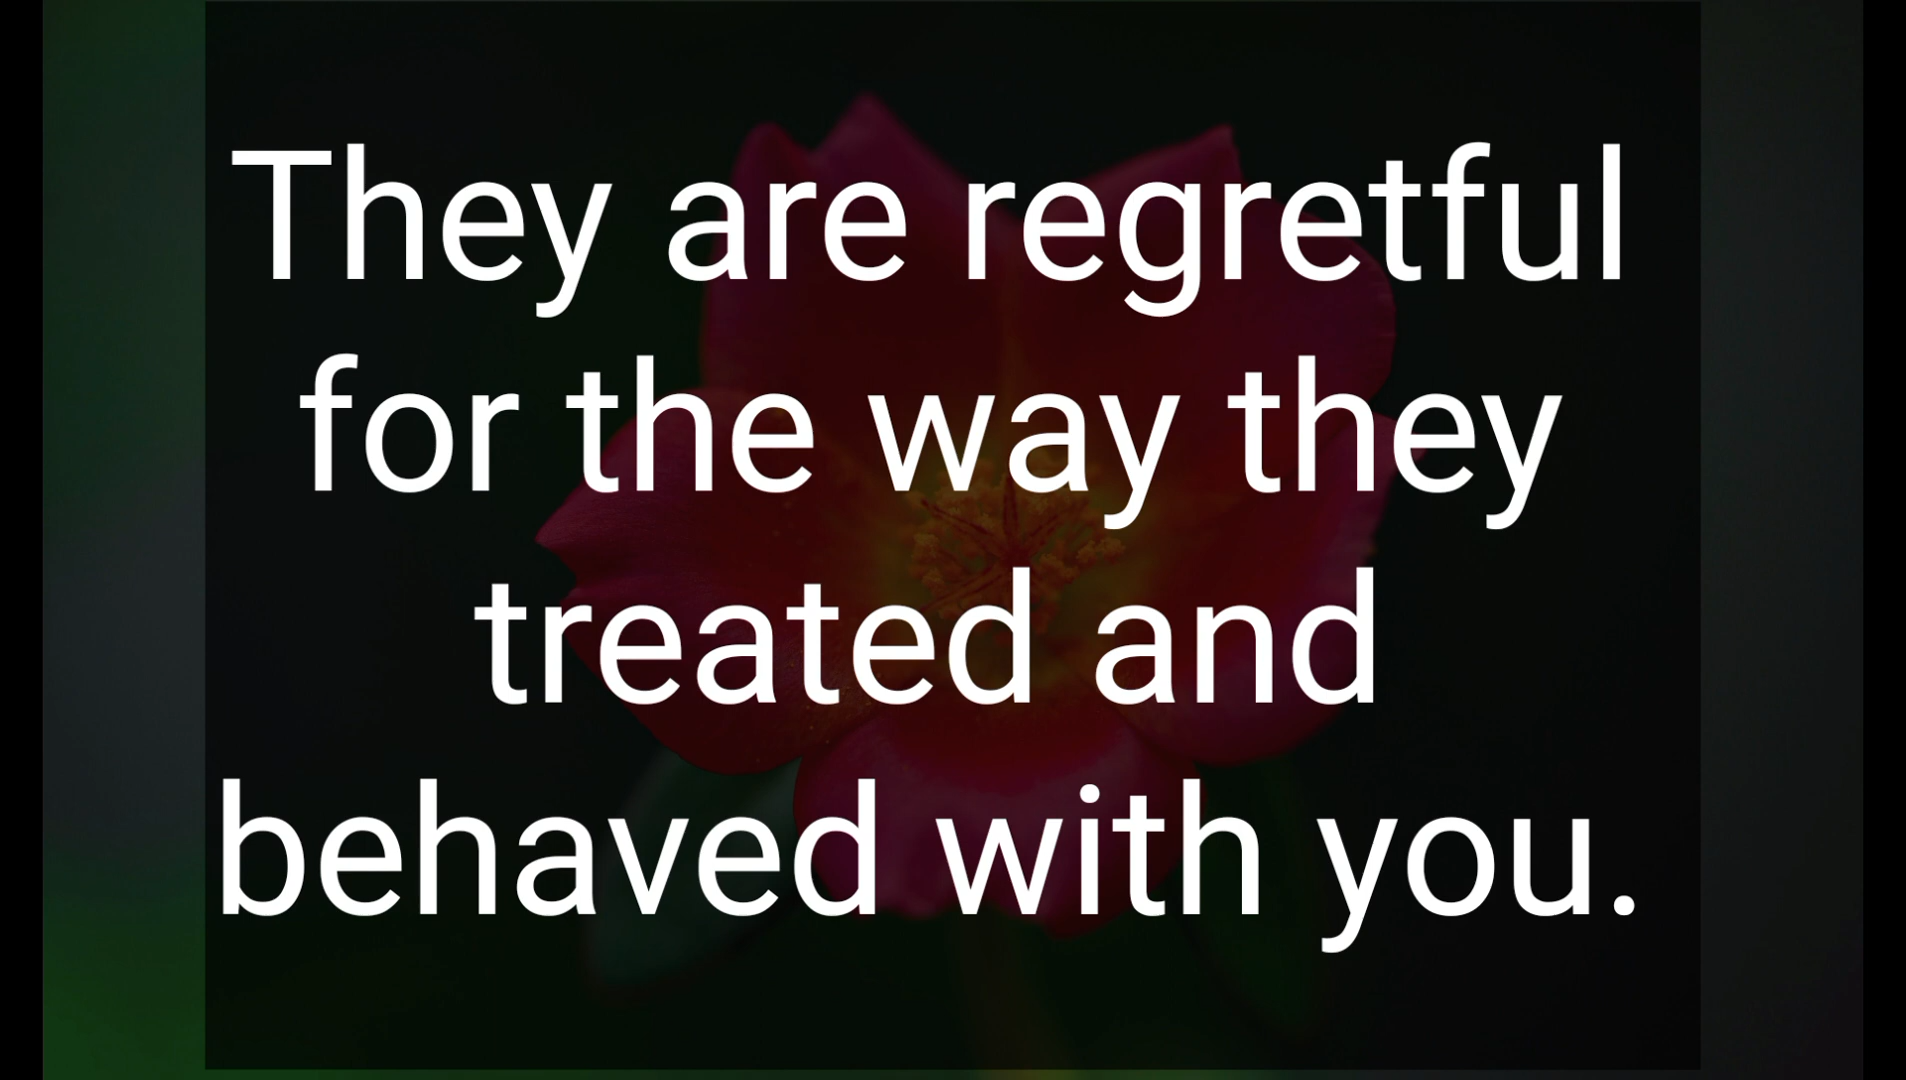 They are regretful
for the way they
treated and
behaved with you.